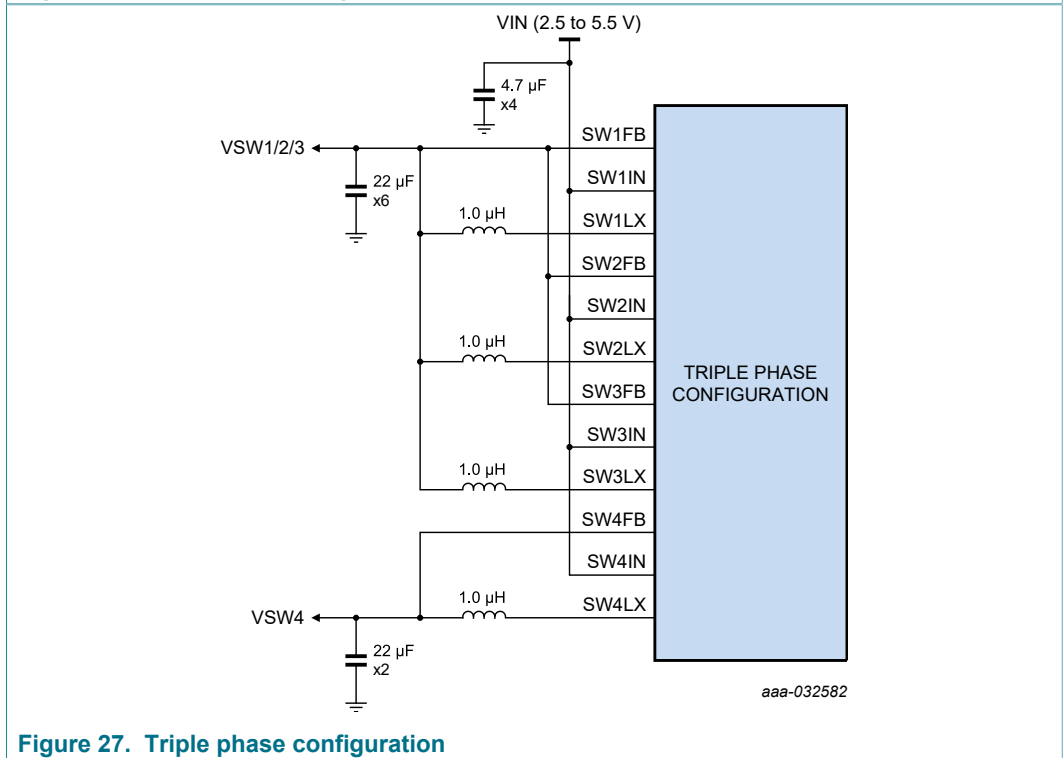 VIN (2.5 to 5.5 V)
4.7 µF
x4
VSW1/2/3
22 µF
x6
SW1FB
SW1IN
1.0 µH
SW1LX
SW2FB
SW2IN
1.0 µH
SW2LX
TRIPLE PHASE
CONFIGURATION
SW3FB
SW3IN
1.0 µH
SW3LX
SW4FB
SW4IN
1.0 µH
SW4LX
VSW4
22 µF
x2
aaa-032582
Figure 27. Triple phase configuration